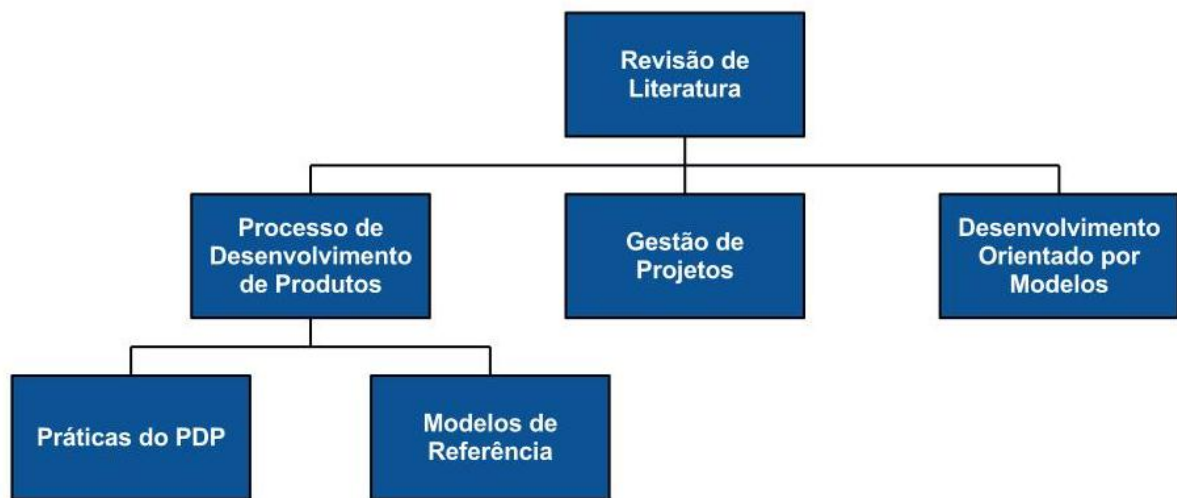 Revisão de
Literatura
Processo de
Desenvolvimento
de Produtos
Gestão de
Projetos
Desenvolvimento
Orientado por
Modelos
Práticas do PDP
Modelos de
Referência